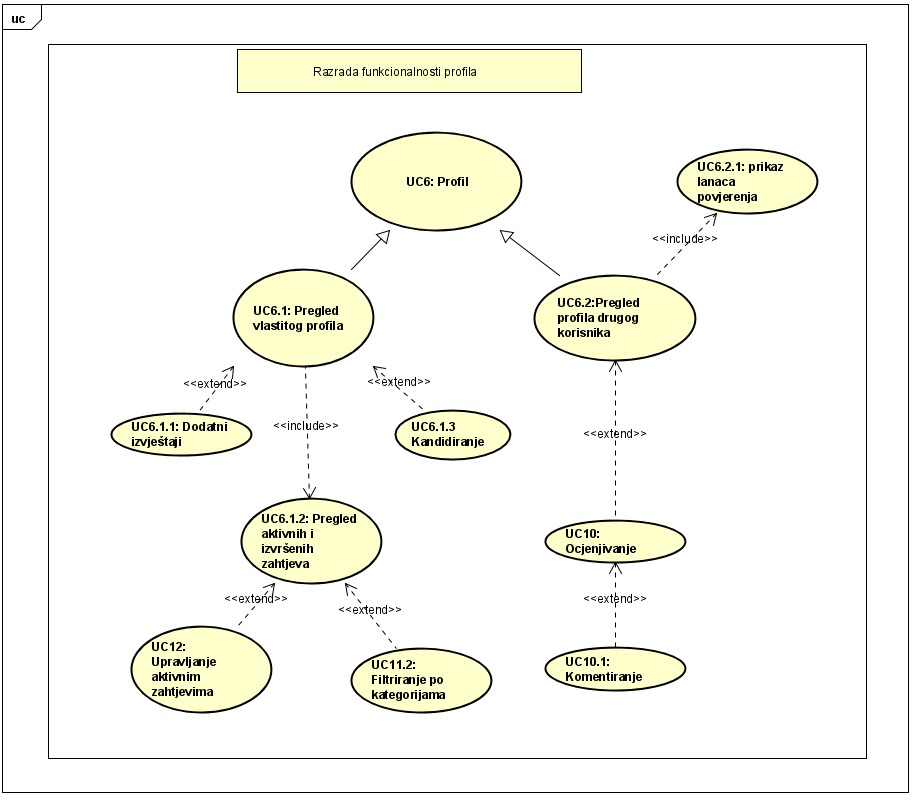 uc
Razrada funkcionalnosti profila
UC6: Profil
UC6.2.1: prikaz
lanaca
povjerenja
<<include>>
UC6.1: Pregled
vlastitog profila
UC6.2:Pregled
profila drugog
korisnika
<<extend>>
<<extend>>
UC6.1.1: Dodatni
izvještaji
<<include>>
UC6.1.3
Kandidiranje
<<extend>>
UC6.1.2: Pregled
aktivnih i
izvršenih
zahtjeva
UC10:
Ocjenjivanje
<<extend>>
<<extend>>
<<extend>>
UC12:
Upravljanje
aktivnim
zahtjevima
UC11.2:
Filtriranje po
kategorijama
UC10.1:
Komentiranje